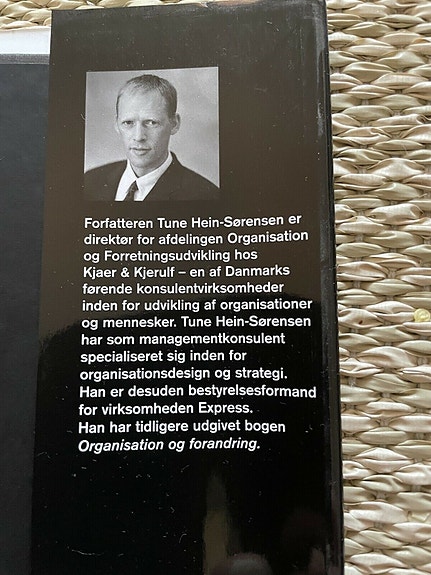 Forfatteren Tune Hein-Sørensen er
direktør for afdelingen Organisation
og Forretningsudvikling hos
Kjaer & Kjerulf – en af Danmarks
førende konsulentvirksomheder
inden for udvikling af organisationer
og mennesker. Tune Hein-Sørensen
har som managementkonsulent
specialiseret sig inden for
organisationsdesign og strategi.
Han er desuden bestyrelsesformand
for virksomheden Express.
Han har tidligere udgivet bogen
Organisation og forandring.